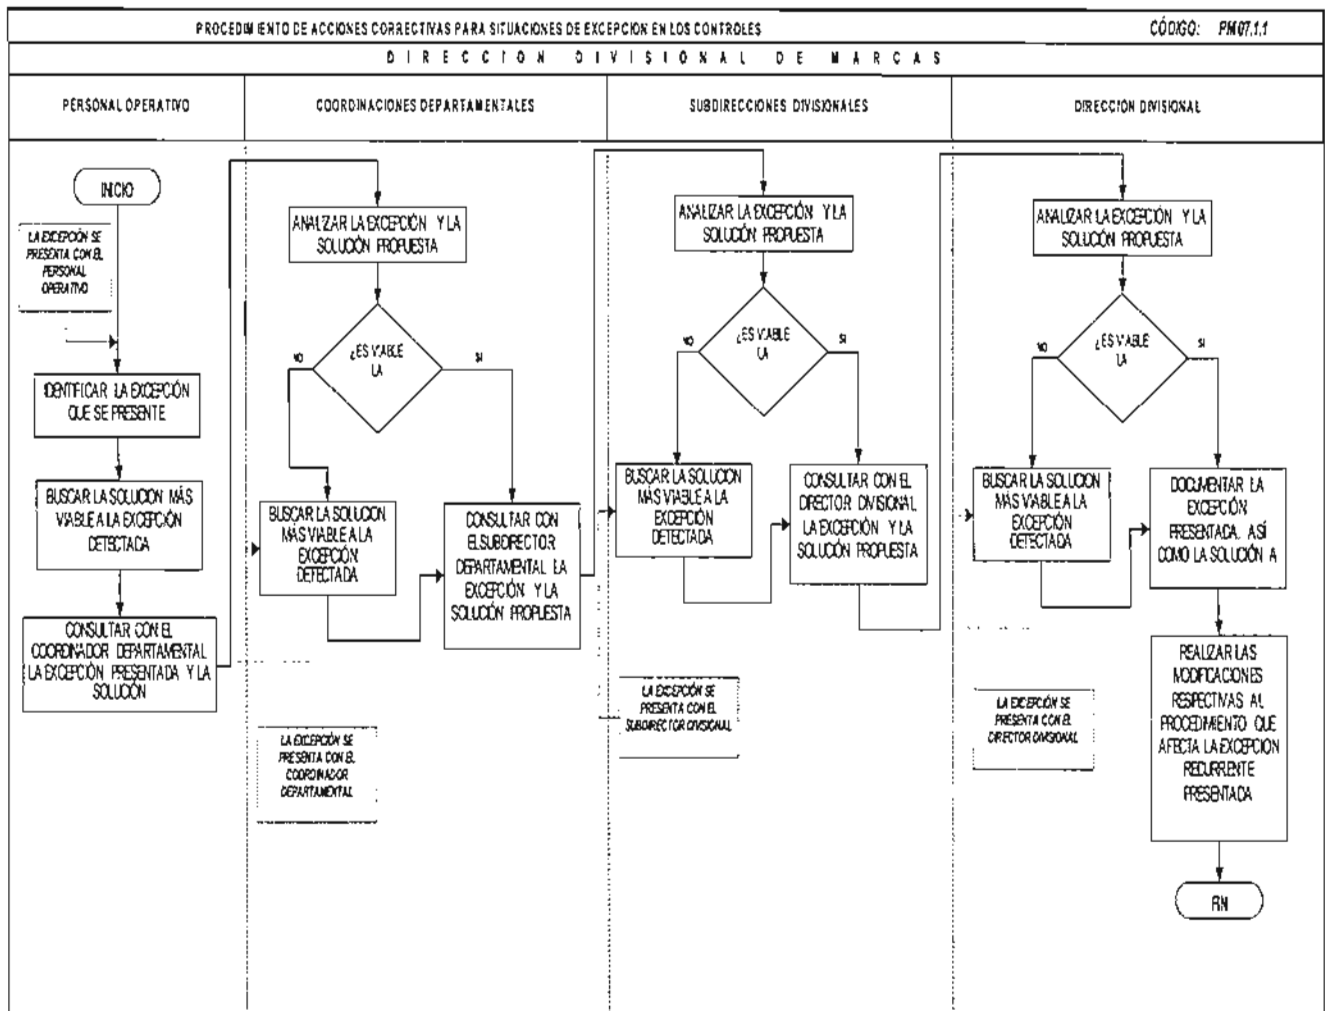 PROCEDIMIENTO DE ACCIONES CORRECTIVAS PARA SITUACIONES DE EXCEPCION EN LOS CONTROLES
CÓDIGO: PM 07.1.1
DIRECCION DIVISIONAL DE MARCAS
PERSONAL OPERATIVO
COORDINACIONES DEPARTAMENTALES
SUBDIRECCIONES DIVISIONALES
DIRECCIÓN DIVISIONAL
INICIO
LA EXCEPCIÓN SE
PRESENTA CON EL
PERSONAL
OPERATIVO
IDENTIFICAR LA EXCEPCIÓN
QUE SE PRESENTE
BUSCAR LA SOLUCION MÁS
VIABLE A LA EXCEPCIÓN
DETECTADA
CONSULTAR CON EL
COORDINADOR DEPARTAMENTAL
LA EXCEPCIÓN PRESENTADA Y LA
SOLUCIÓN
ANALIZAR LA EXCEPCIÓN Y LA
SOLUCIÓN PROPUESTA
¿ES VIABLE
LA
NO
SI
BUSCAR LA SOLUCION
MÁS VIABLE A LA
EXCEPCIÓN
DETECTADA
CONSULTAR CON
EL SUBDIRECTOR
DEPARTAMENTAL LA
EXCEPCIÓN Y LA
SOLUCIÓN PROPUESTA
LA EXCEPCIÓN SE
PRESENTA CON EL
COORDINADOR
DEPARTAMENTAL
ANALIZAR LA EXCEPCIÓN Y LA
SOLUCIÓN PROPUESTA
¿ES VIABLE
LA
NO
SI
BUSCAR LA SOLUCION
MÁS VIABLE A LA
EXCEPCIÓN
DETECTADA
CONSULTAR CON EL
DIRECTOR DIVISIONAL
LA EXCEPCIÓN Y LA
SOLUCIÓN PROPUESTA
LA EXCEPCIÓN SE
PRESENTA CON EL
SUBDIRECTOR DIVISIONAL
ANALIZAR LA EXCEPCIÓN Y LA
SOLUCIÓN PROPUESTA
¿ES VIABLE
LA
NO
SI
BUSCAR LA SOLUCION
MÁS VIABLE A LA
EXCEPCIÓN
DETECTADA
DOCUMENTAR LA
EXCEPCIÓN
PRESENTADA, ASÍ
COMO LA SOLUCIÓN A
LA EXCEPCIÓN SE
PRESENTA CON EL
DIRECTOR DIVISIONAL
REALIZAR LAS
MODIFICACIONES
RESPECTIVAS AL
PROCEDIMIENTO QUE
AFECTA LA EXCEPCION
RECURRENTE
PRESENTADA
FIN